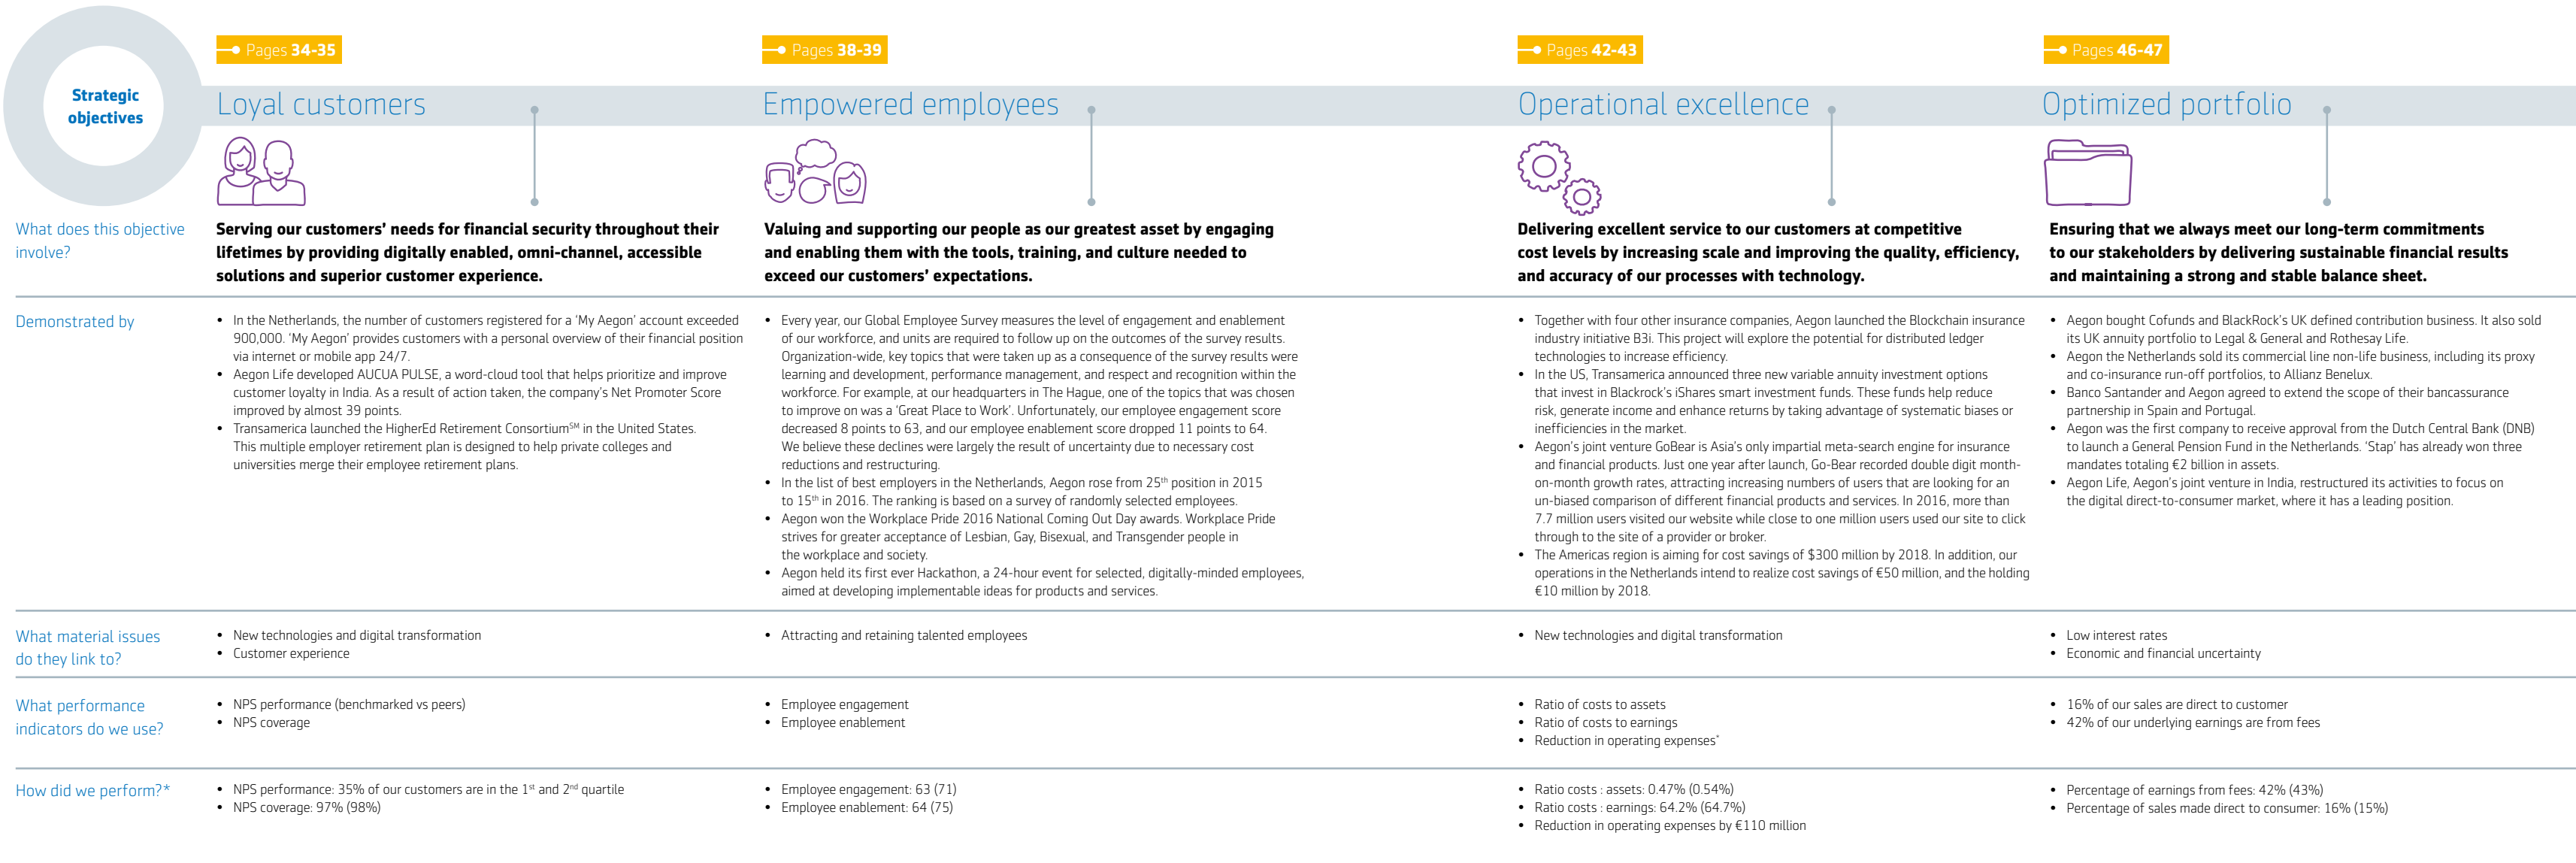 Strategic
objectives
Pages 34-35
Pages 38-39
Pages 42-43
Pages 46-47
Loyal customers
Empowered employees
Operational excellence
Optimized portfolio
What does this objective
involve?
Serving our customers’ needs for financial security throughout their
lifetimes by providing digitally enabled, omni-channel, accessible
solutions and superior customer experience.
Valuing and supporting our people as our greatest asset by engaging
and enabling them with the tools, training, and culture needed to
exceed our customers’ expectations.
Delivering excellent service to our customers at competitive
cost levels by increasing scale and improving the quality, efficiency,
and accuracy of our processes with technology.
Ensuring that we always meet our long-term commitments
to our stakeholders by delivering sustainable financial results
and maintaining a strong and stable balance sheet.
Demonstrated by
• In the Netherlands, the number of customers registered for a ‘My Aegon’ account exceeded
900,000. ‘My Aegon’ provides customers with a personal overview of their financial position
via internet or mobile app 24/7.
• Aegon Life developed AUCUA PULSE, a word-cloud tool that helps prioritize and improve
customer loyalty in India. As a result of action taken, the company’s Net Promoter Score
improved by almost 39 points.
• Transamerica launched the HigherEd Retirement Consortium℠ in the United States.
This multiple employer retirement plan is designed to help private colleges and
universities merge their employee retirement plans.
• Every year, our Global Employee Survey measures the level of engagement and enablement
of our workforce, and units are required to follow up on the outcomes of the survey results.
Organization-wide, key topics that were taken up as a consequence of the survey results were
learning and development, performance management, and respect and recognition within the
workforce. For example, at our headquarters in The Hague, one of the topics that was chosen
to improve on was a ‘Great Place to Work’. Unfortunately, our employee engagement score
decreased 8 points to 63, and our employee enablement score dropped 11 points to 64.
We believe these declines were largely the result of uncertainty due to necessary cost
reductions and restructuring.
• In the list of best employers in the Netherlands, Aegon rose from 25th position in 2015
to 15th in 2016. The ranking is based on a survey of randomly selected employees.
• Aegon won the Workplace Pride 2016 National Coming Out Day awards. Workplace Pride
strives for greater acceptance of Lesbian, Gay, Bisexual, and Transgender people in
the workplace and society.
• Aegon held its first ever Hackathon, a 24-hour event for selected, digitally-minded employees,
aimed at developing implementable ideas for products and services.
• Together with four other insurance companies, Aegon launched the Blockchain insurance
industry initiative B3i. This project will explore the potential for distributed ledger
technologies to increase efficiency.
• In the US, Transamerica announced three new variable annuity investment options
that invest in Blackrock’s iShares smart investment funds. These funds help reduce
risk, generate income and enhance returns by taking advantage of systematic biases or
inefficiencies in the market.
• Aegon’s joint venture GoBear is Asia’s only impartial meta-search engine for insurance
and financial products. Just one year after launch, Go-Bear recorded double digit month-
on-month growth rates, attracting increasing numbers of users that are looking for an
un-biased comparison of different financial products and services. In 2016, more than
7.7 million users visited our website while close to one million users used our site to click
through to the site of a provider or broker.
• The Americas region is aiming for cost savings of $300 million by 2018. In addition, our
operations in the Netherlands intend to realize cost savings of €50 million, and the holding
€10 million by 2018.
• Aegon bought Cofunds and BlackRock’s UK defined contribution business. It also sold
its UK annuity portfolio to Legal & General and Rothesay Life.
• Aegon the Netherlands sold its commercial line non-life business, including its proxy
and co-insurance run-off portfolios, to Allianz Benelux.
• Banco Santander and Aegon agreed to extend the scope of their bancassurance
partnership in Spain and Portugal.
• Aegon was the first company to receive approval from the Dutch Central Bank (DNB)
to launch a General Pension Fund in the Netherlands. ‘Stap’ has already won three
mandates totaling €2 billion in assets.
• Aegon Life, Aegon’s joint venture in India, restructured its activities to focus on
the digital direct-to-consumer market, where it has a leading position.
What material issues
do they link to?
• New technologies and digital transformation
• Customer experience
• Attracting and retaining talented employees
• New technologies and digital transformation
• Low interest rates
• Economic and financial uncertainty
What performance
indicators do we use?
• NPS performance (benchmarked vs peers)
• NPS coverage
• Employee engagement
• Employee enablement
• Ratio of costs to assets
• Ratio of costs to earnings
• Reduction in operating expenses*
• 16% of our sales are direct to customer
• 42% of our underlying earnings are from fees
How did we perform?*
• NPS performance: 35% of our customers are in the 1st and 2nd quartile
• NPS coverage: 97% (98%)
• Employee engagement: 63 (71)
• Employee enablement: 64 (75)
• Ratio costs : assets: 0.47% (0.54%)
• Ratio costs : earnings: 64.2% (64.7%)
• Reduction in operating expenses by €110 million
• Percentage of earnings from fees: 42% (43%)
• Percentage of sales made direct to consumer: 16% (15%)